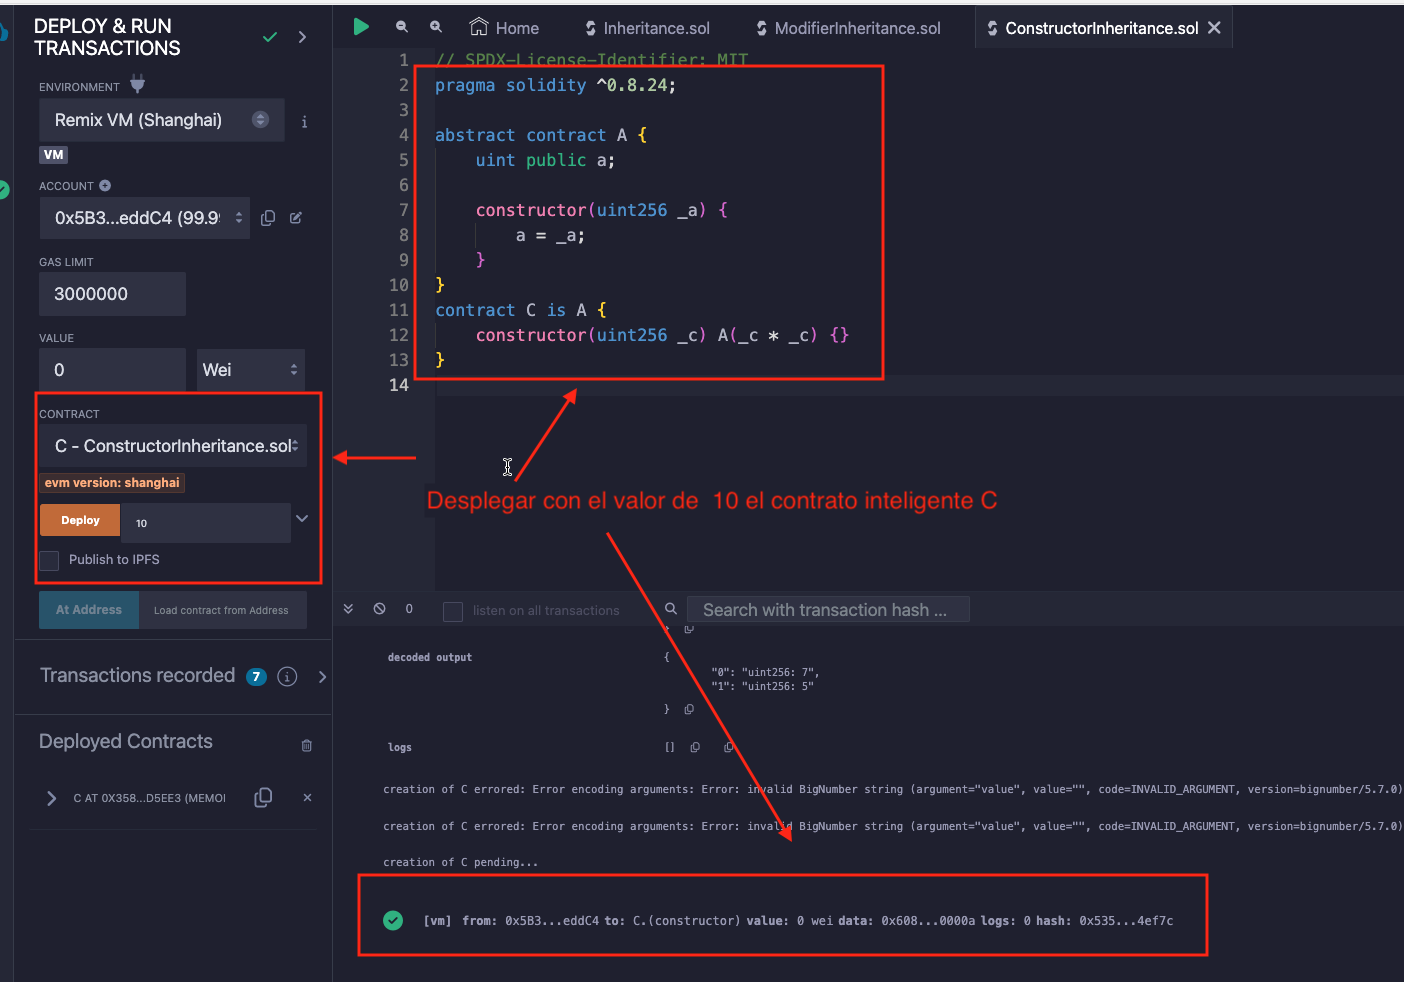 DEPLOY & RUN
TRANSACTIONS
ENVIRONMENT
Remix VM (Shanghai)
VM
ACCOUNT
0x5B3...eddC4 (99.9
GAS LIMIT
3000000
VALUE
0
Wei
CONTRACT
C - ConstructorInheritance.sol
evm version: shanghai
Deploy
10
Publish to IPFS
At Address
Load contract from Address
Transactions recorded 7
Deployed Contracts
C AT 0X358...D5EE3 (MEMOI
Home
Inheritance.sol
ModifierInheritance.sol
ConstructorInheritance.sol
1 // SPDX-License-Identifier: MIT
2 pragma solidity ^0.8.24;
3
4 abstract contract A {
5     uint public a;
6
7     constructor(uint256 _a) {
8         a = _a;
9     }
10 }
11 contract C is A {
12     constructor(uint256 _c) A(_c * _c) {}
13 }
14
Desplegar con el valor de  10 el contrato inteligente C
0
listen on all transactions
Search with transaction hash ...
}
decoded output {
"0": "uint256: 7",
"1": "uint256: 5"
}
logs []
creation of C errored: Error encoding arguments: Error: invalid BigNumber string (argument="value", value="", code=INVALID_ARGUMENT, version=bignumber/5.7.0)
creation of C errored: Error encoding arguments: Error: invalid BigNumber string (argument="value", value="", code=INVALID_ARGUMENT, version=bignumber/5.7.0)
creation of C pending...
[vm] from: 0x5B3...eddC4 to: C.(constructor) value: 0 wei data: 0x608...0000a logs: 0 hash: 0x535...4ef7c